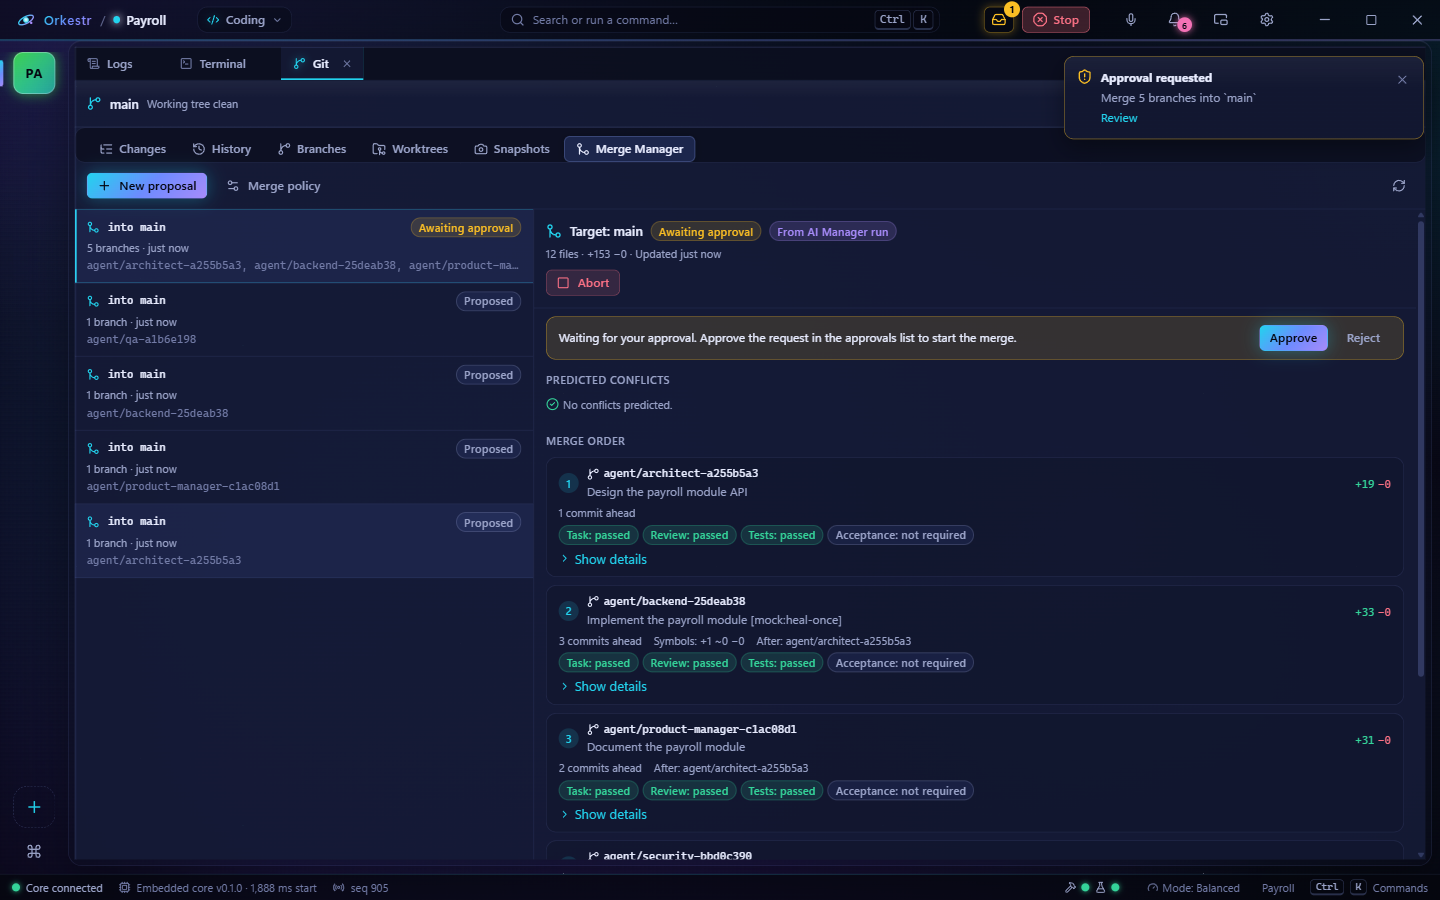 Orkestr / Payroll
Coding
Search or run a command...
Ctrl K
1
Stop
6
PA
Logs
Terminal
Git
main Working tree clean
Approval requested
Merge 5 branches into `main`
Review
Changes
History
Branches
Worktrees
Snapshots
Merge Manager
New proposal
Merge policy
into main
Awaiting approval
5 branches · just now
agent/architect-a255b5a3, agent/backend-25deab38, agent/product-ma…
into main
Proposed
1 branch · just now
agent/qa-a1b6e198
into main
Proposed
1 branch · just now
agent/backend-25deab38
into main
Proposed
1 branch · just now
agent/product-manager-c1ac08d1
into main
Proposed
1 branch · just now
agent/architect-a255b5a3
Target: main Awaiting approval From AI Manager run
12 files · +153 −0 · Updated just now
Abort
Waiting for your approval. Approve the request in the approvals list to start the merge.
Approve
Reject
PREDICTED CONFLICTS
No conflicts predicted.
MERGE ORDER
1
agent/architect-a255b5a3
Design the payroll module API
+19 −0
1 commit ahead
Task: passed Review: passed Tests: passed Acceptance: not required
Show details
2
agent/backend-25deab38
Implement the payroll module [mock:heal-once]
+33 −0
3 commits ahead Symbols: +1 ~0 −0 After: agent/architect-a255b5a3
Task: passed Review: passed Tests: passed Acceptance: not required
Show details
3
agent/product-manager-c1ac08d1
Document the payroll module
+31 −0
2 commits ahead After: agent/architect-a255b5a3
Task: passed Review: passed Tests: passed Acceptance: not required
Show details
agent/security-bbd0c390
Core connected
Embedded core v0.1.0 · 1,888 ms start
seq 905
Mode: Balanced
Payroll
Ctrl K Commands